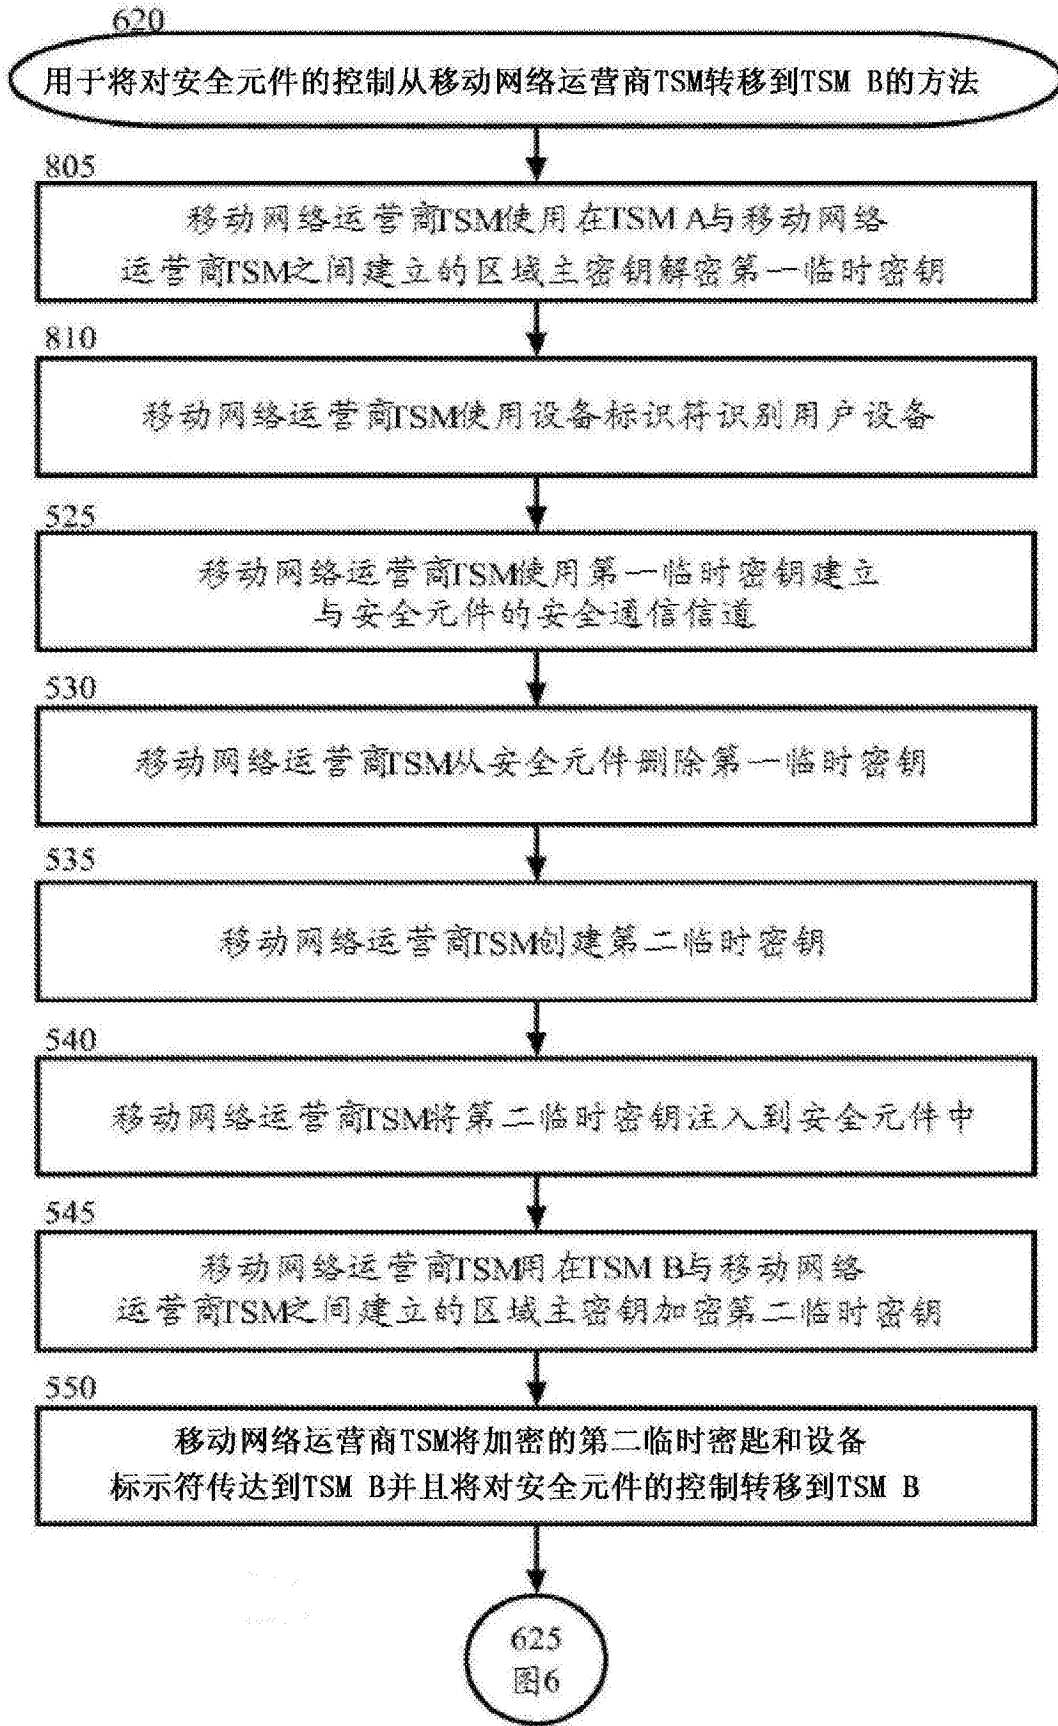 620
用于将对安全元件的控制从移动网络运营商TSM转移到TSM B的方法
805
移动网络运营商TSM使用在TSM A与移动网络
运营商TSM之间建立的区域主密钥解密第一临时密钥
810
移动网络运营商TSM使用设备标识符识别用户设备
525
移动网络运营商TSM使用第一临时密钥建立
与安全元件的安全通信信道
530
移动网络运营商TSM从安全元件删除第一临时密钥
535
移动网络运营商TSM创建第二临时密钥
540
移动网络运营商TSM将第二临时密钥注入到安全元件中
545
移动网络运营商TSM用在TSM B与移动网络
运营商TSM之间建立的区域主密钥加密第二临时密钥
550
移动网络运营商TSM将加密的第二临时密匙和设备
标示符传达到TSM B并且将对安全元件的控制转移到TSM B
625
图6